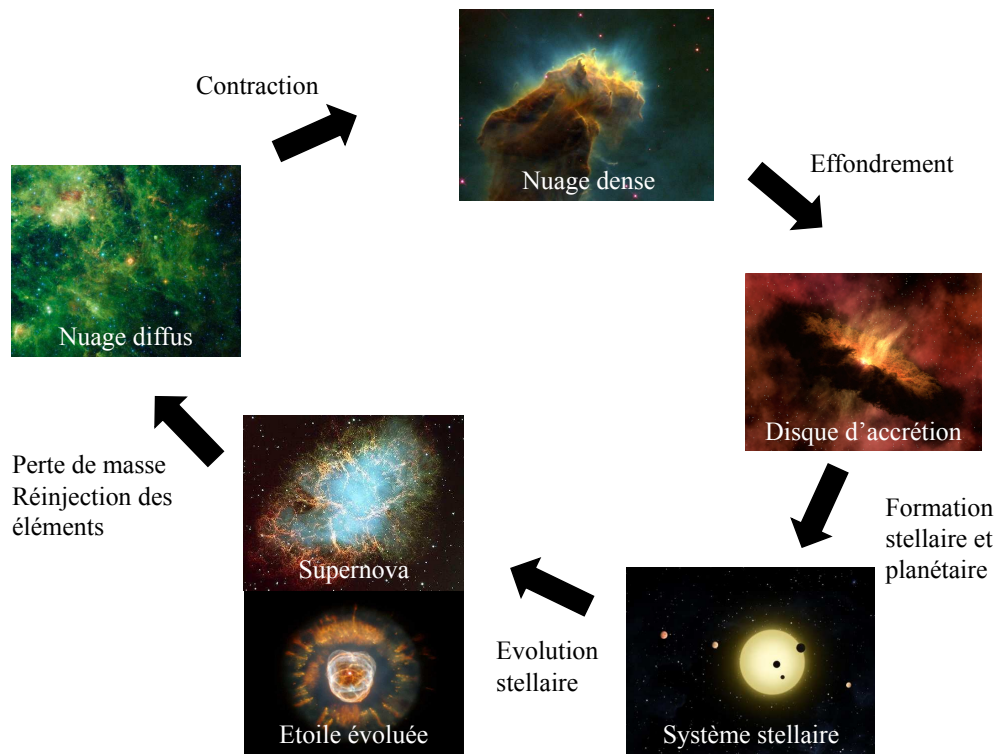 Contraction
Nuage dense
Effondrement
Nuage diffus
Disque d’accrétion
Perte de masse
Réinjection des
éléments
Formation
stellaire et
planétaire
Supernova
Evolution
stellaire
Etoile évoluée
Système stellaire